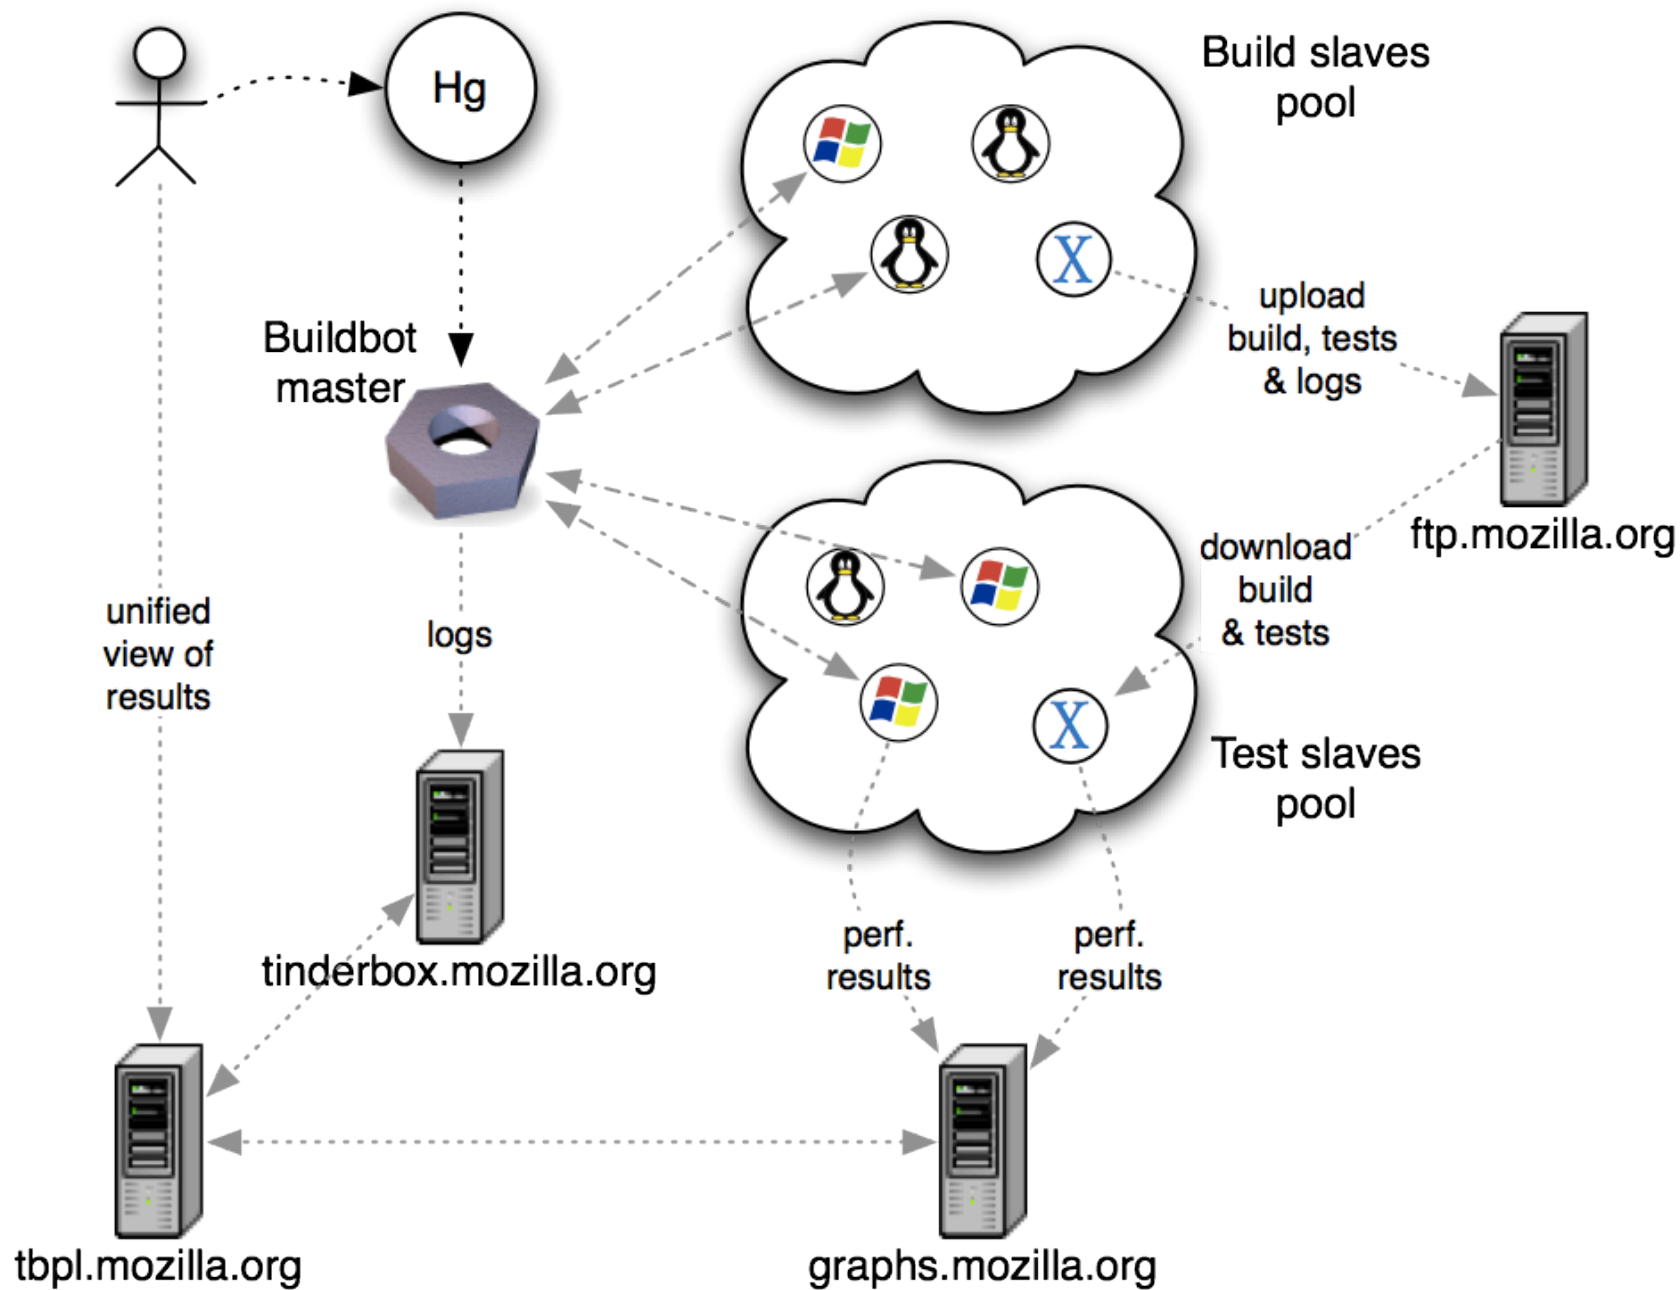 Hg
Build slaves
pool
Buildbot
master
X
upload
build, tests
& logs
ftp.mozilla.org
download
build
& tests
unified
view of
results
logs
X
Test slaves
pool
perf.
results
perf.
results
tinderbox.mozilla.org
tbpl.mozilla.org
graphs.mozilla.org